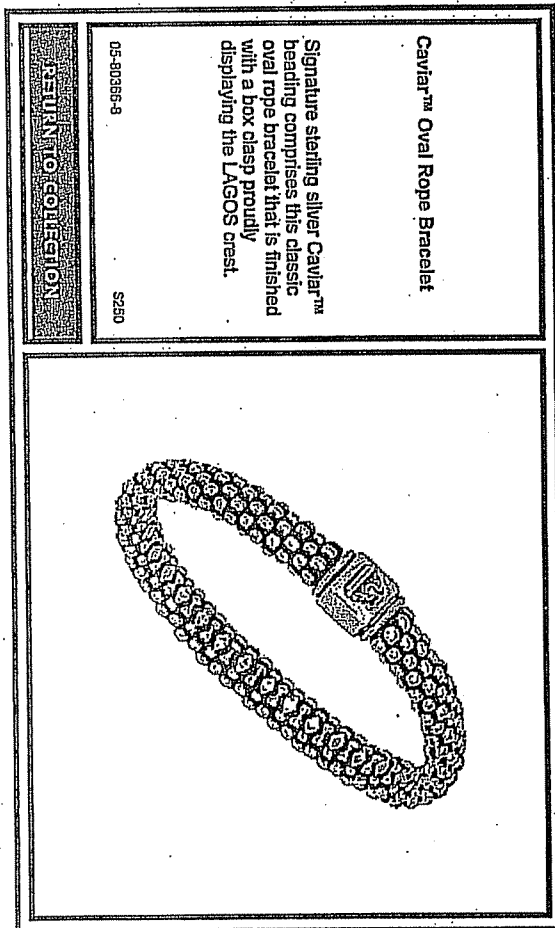 Caviar™ Oval Rope Bracelet
Signature sterling silver Caviar™
beading comprises this classic
oval rope bracelet that is finished
with a box clasp proudly
displaying the LAGOS crest.
05-80366-8 $250
RETURN TO COLLECTION